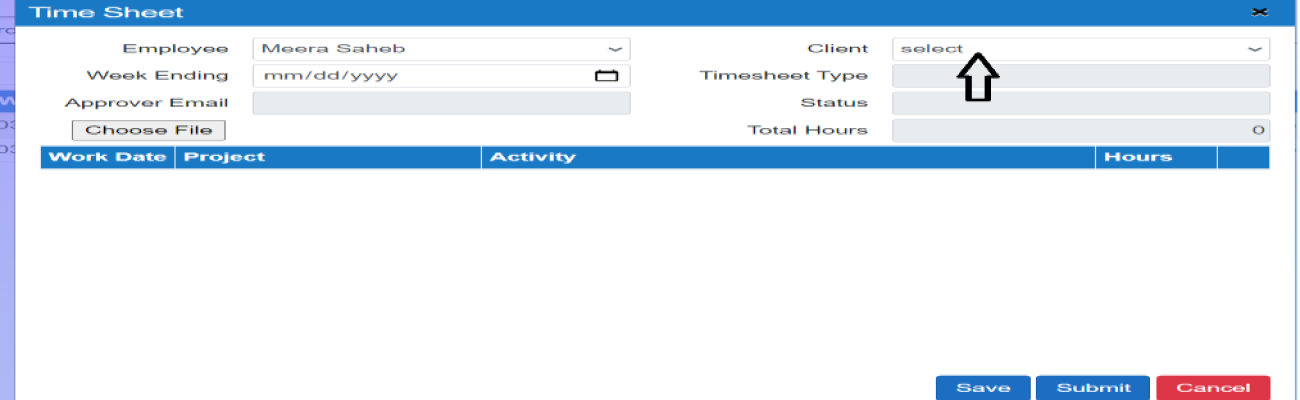 Time Sheet
Employee Meera Saheb Client select
Week Ending mm/dd/yyyy Timesheet Type
Approver Email Status
Choose File Total Hours 0
Work Date Project Activity Hours
Save Submit Cancel